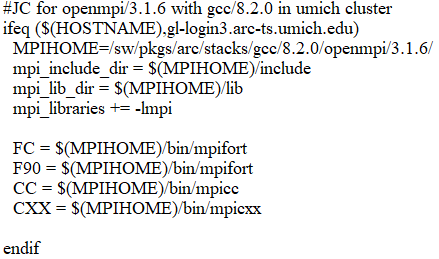 #JC for openmpi/3.1.6 with gcc/8.2.0 in umich cluster
ifeq ($(HOSTNAME),gl-login3.arc-ts.umich.edu)
MPIHOME=/sw/pkgs/arc/stacks/gcc/8.2.0/openmpi/3.1.6/
mpi_include_dir = $(MPIHOME)/include
mpi_lib_dir = $(MPIHOME)/lib
mpi_libraries += -lmpi
FC = $(MPIHOME)/bin/mpifort
F90 = $(MPIHOME)/bin/mpifort
CC = $(MPIHOME)/bin/mpicc
CXX = $(MPIHOME)/bin/mpicxx
endif